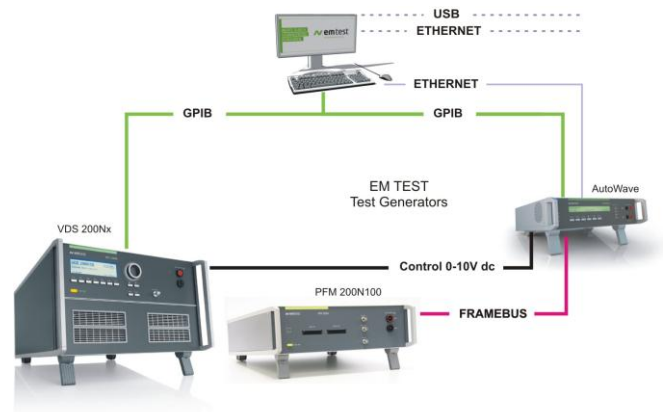 USB
ETHERNET
emtest
ETHERNET
GPIB
GPIB
EM TEST
Test Generators
AutoWave
VDS 200Nx
Control 0-10V dc
PFM 200N100
FRAMEBUS